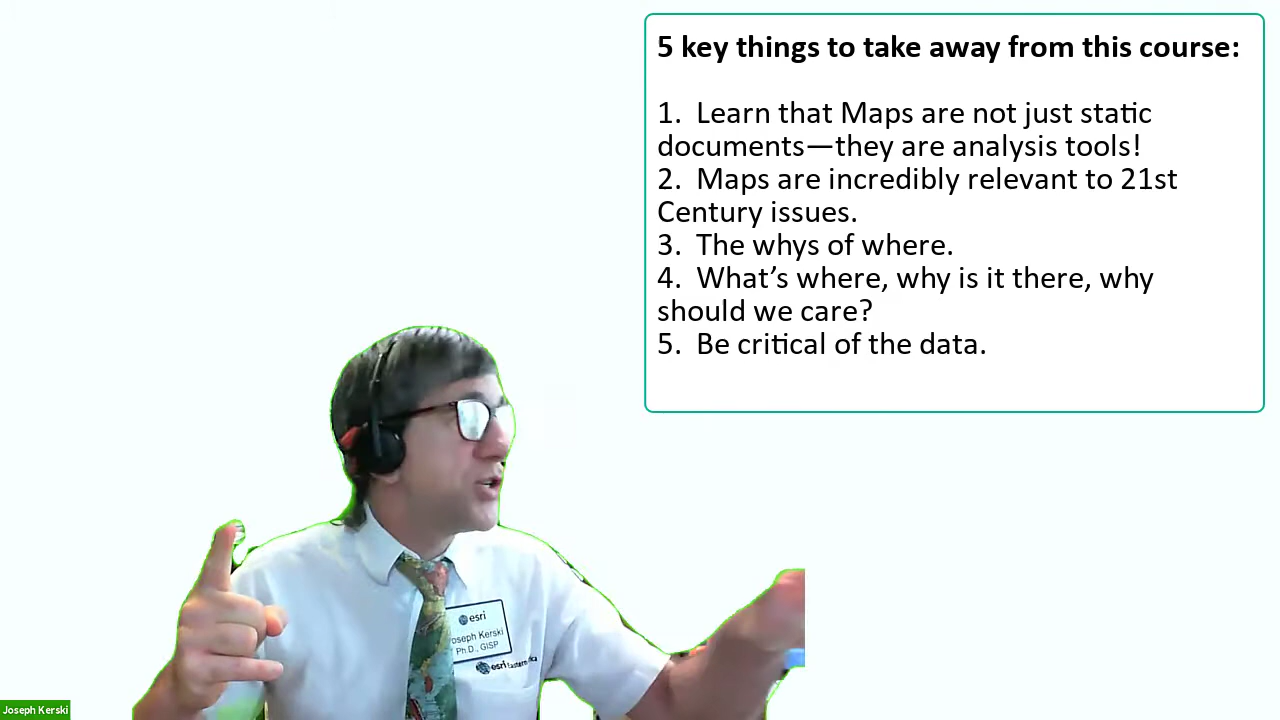 5 key things to take away from this course:
1. Learn that Maps are not just static
documents—they are analysis tools!
2. Maps are incredibly relevant to 21st
Century issues.
3. The whys of where.
4. What's where, why is it there, why
should we care?
5. Be critical of the data.
esri
Joseph Kerski
Ph.D., GISP
esri Eastern
Joseph Kerski